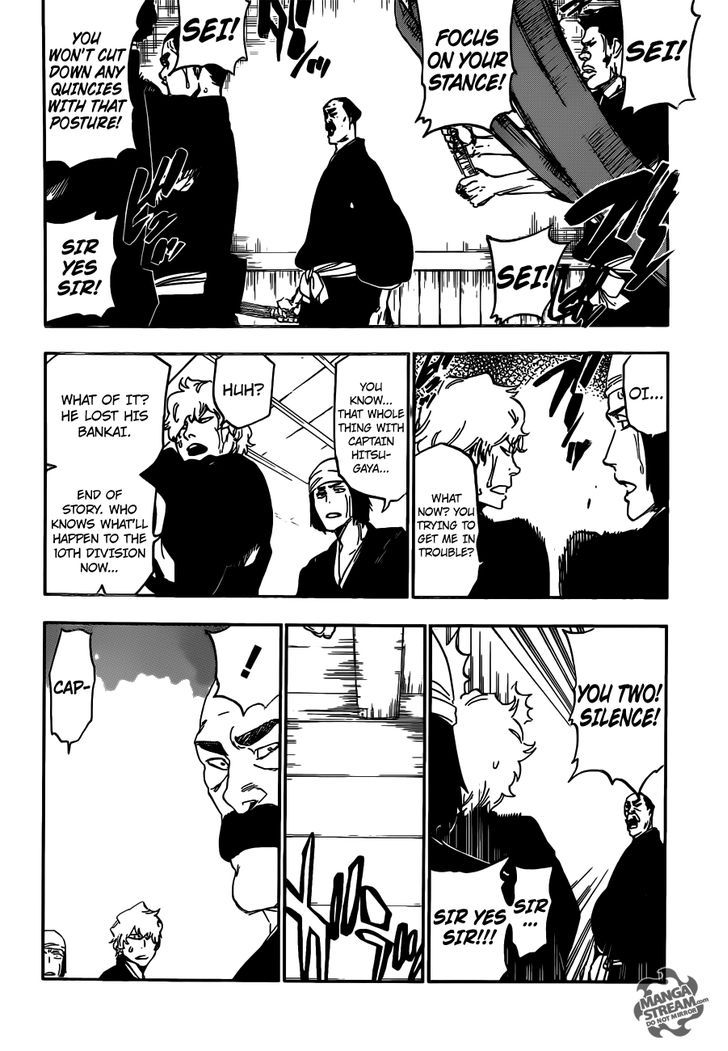 SEI!
FOCUS
ON YOUR
STANCE!
SEI!
SEI!
YOU
WON'T CUT
DOWN ANY
QUINCIES
WITH THAT
POSTURE!
SIR
YES
SIR!
OI...
WHAT
NOW? YOU
TRYING TO
GET ME IN
TROUBLE?
YOU
KNOW...
THAT WHOLE
THING WITH
CAPTAIN
HITSU-
GAYA...
HUH?
WHAT OF IT?
HE LOST HIS
BANKAI.
END OF
STORY. WHO
KNOWS WHAT'LL
HAPPEN TO THE
10TH DIVISION
NOW...
YOU TWO!
SILENCE!
SIR
...
SIR YES
SIR!!!
!
CAP-
MANGA
STREAM.com
DO NOT MIRROR